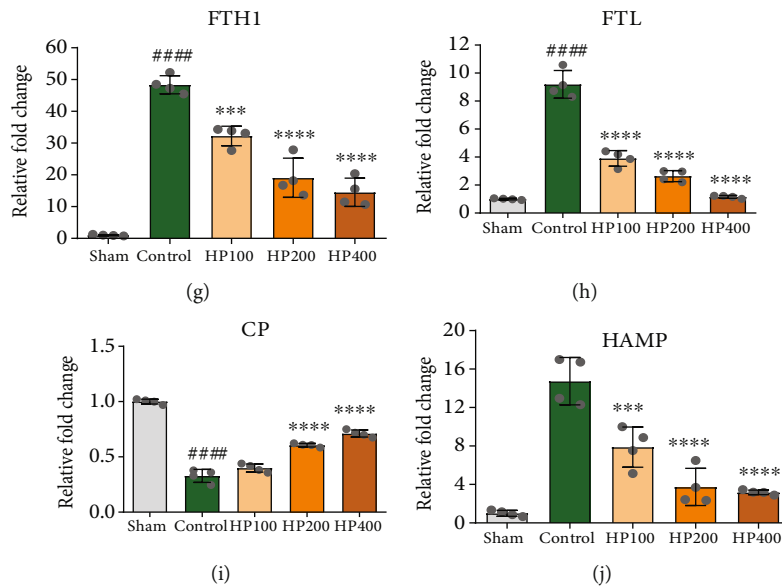 FTH1
Relative fold change
60
50
40
30
20
10
0
####
***
****
****
Sham Control HP100 HP200 HP400
(g)
FTL
Relative fold change
12
10
8
6
4
2
0
####
****
****
****
Sham Control HP100 HP200 HP400
(h)
CP
Relative fold change
1.5
1.0
0.5
0.0
####
****
****
Sham Control HP100 HP200 HP400
(i)
HAMP
Relative fold change
20
16
12
8
4
0
***
****
****
Sham Control HP100 HP200 HP400
(j)